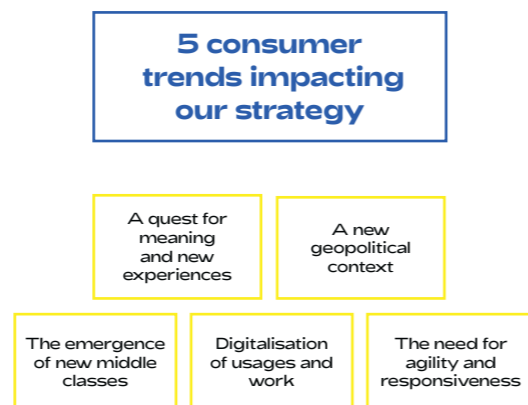 5 consumer
trends impacting
our strategy
A quest for
meaning
and new
experiences
A new
geopolitical
context
The emergence
of new middle
classes
Digitalisation
of usages and
work
The need for
agility and
responsiveness